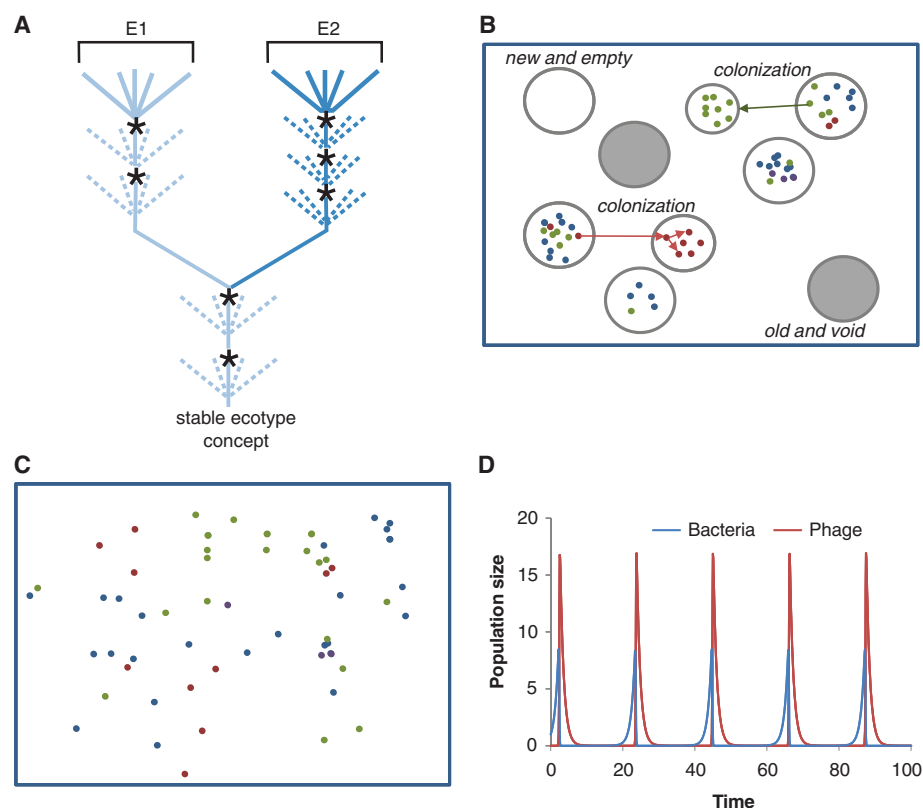 A
E1
E2
stable ecotype
concept
B
new and empty
colonization
colonization
old and void
C
D
Bacteria
Phage
Population size
20
15
10
5
0
0
20
40
60
80
100
Time